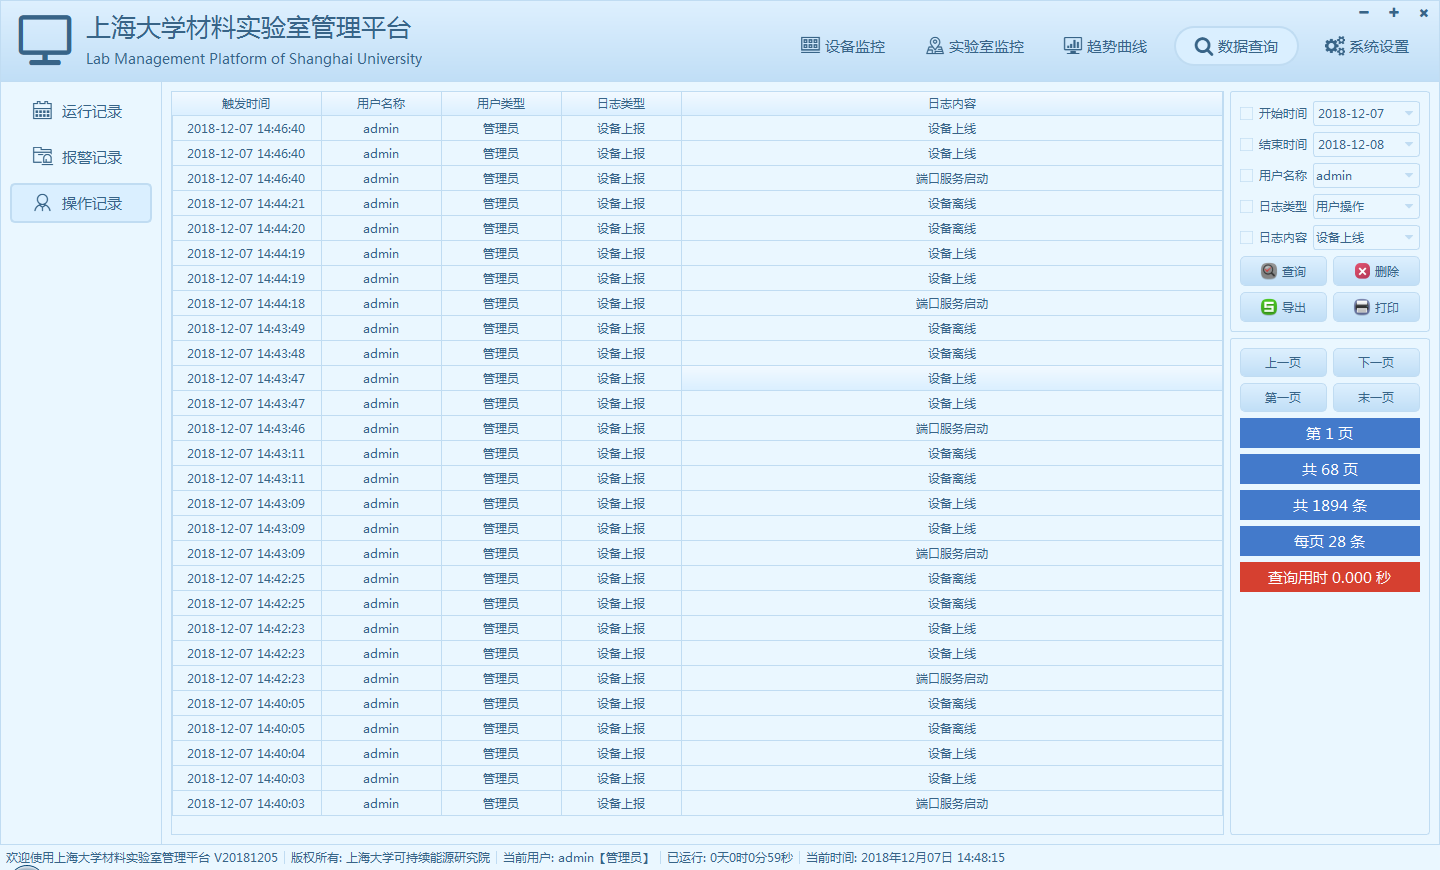 上海大学材料实验室管理平台
Lab Management Platform of Shanghai University
设备监控 实验室监控 趋势曲线 数据查询 系统设置
运行记录
报警记录
操作记录
触发时间 用户名称 用户类型 日志类型 日志内容
2018-12-07 14:46:40 admin 管理员 设备上报 设备上线
2018-12-07 14:46:40 admin 管理员 设备上报 设备上线
2018-12-07 14:46:40 admin 管理员 设备上报 端口服务启动
2018-12-07 14:44:21 admin 管理员 设备上报 设备离线
2018-12-07 14:44:20 admin 管理员 设备上报 设备离线
2018-12-07 14:44:19 admin 管理员 设备上报 设备上线
2018-12-07 14:44:19 admin 管理员 设备上报 设备上线
2018-12-07 14:44:18 admin 管理员 设备上报 端口服务启动
2018-12-07 14:43:49 admin 管理员 设备上报 设备离线
2018-12-07 14:43:48 admin 管理员 设备上报 设备离线
2018-12-07 14:43:47 admin 管理员 设备上报 设备上线
2018-12-07 14:43:47 admin 管理员 设备上报 设备上线
2018-12-07 14:43:46 admin 管理员 设备上报 端口服务启动
2018-12-07 14:43:11 admin 管理员 设备上报 设备离线
2018-12-07 14:43:11 admin 管理员 设备上报 设备离线
2018-12-07 14:43:09 admin 管理员 设备上报 设备上线
2018-12-07 14:43:09 admin 管理员 设备上报 设备上线
2018-12-07 14:43:09 admin 管理员 设备上报 端口服务启动
2018-12-07 14:42:25 admin 管理员 设备上报 设备离线
2018-12-07 14:42:25 admin 管理员 设备上报 设备离线
2018-12-07 14:42:23 admin 管理员 设备上报 设备上线
2018-12-07 14:42:23 admin 管理员 设备上报 设备上线
2018-12-07 14:42:23 admin 管理员 设备上报 端口服务启动
2018-12-07 14:40:05 admin 管理员 设备上报 设备离线
2018-12-07 14:40:05 admin 管理员 设备上报 设备离线
2018-12-07 14:40:04 admin 管理员 设备上报 设备上线
2018-12-07 14:40:03 admin 管理员 设备上报 设备上线
2018-12-07 14:40:03 admin 管理员 设备上报 端口服务启动
开始时间 2018-12-07
结束时间 2018-12-08
用户名称 admin
日志类型 用户操作
日志内容 设备上线
查询 删除
导出 打印
上一页 下一页
第一页 末一页
第 1 页
共 68 页
共 1894 条
每页 28 条
查询用时 0.000 秒
欢迎使用上海大学材料实验室管理平台 V20181205 版权所有: 上海大学可持续能源研究院 当前用户: admin【管理员】 已运行: 0天0时0分59秒 当前时间: 2018年12月07日 14:48:15